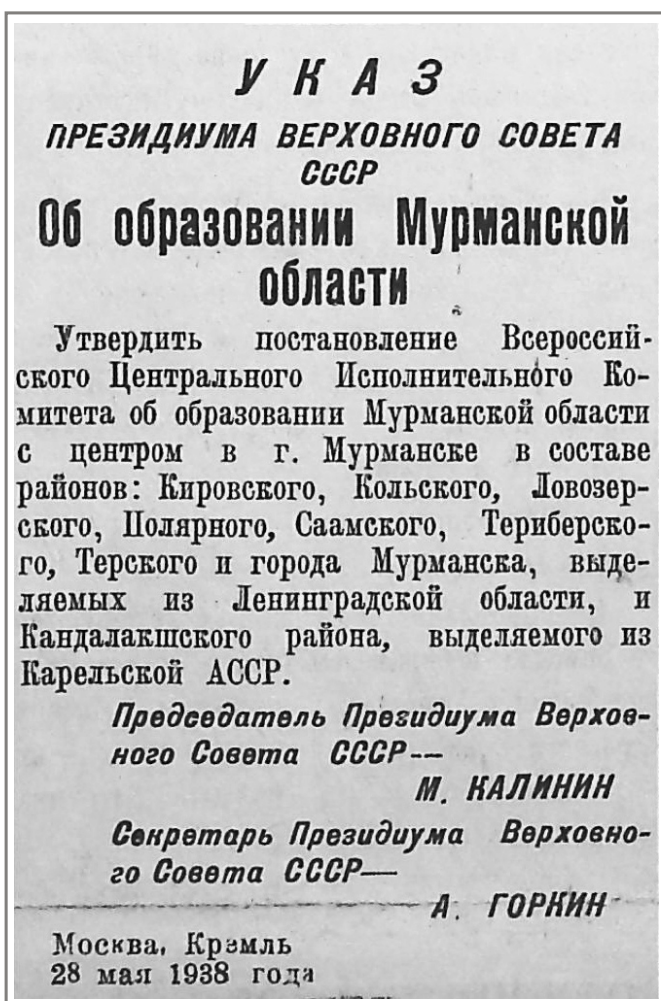 УКАЗ
ПРЕЗИДИУМА ВЕРХОВНОГО СОВЕТА
СССР
Об образовании Мурманской
области
Утвердить постановление Всероссий-
ского Центрального Исполнительного Ко-
митета об образовании Мурманской области
с центром в г. Мурманске в составе
районов: Кировского, Кольского, Ловозер-
ского, Полярного, Саамского, Териберско-
го, Терского и города Мурманска, выде-
ляемых из Ленинградской области, и
Кандалакшского района, выделяемого из
Карельской АССР.
Председатель Президиума Верхов-
ного Совета СССР—
М. КАЛИНИН
Секретарь Президиума Верховно-
го Совета СССР—
А. ГОРКИН
Москва, Кремль
28 мая 1938 года